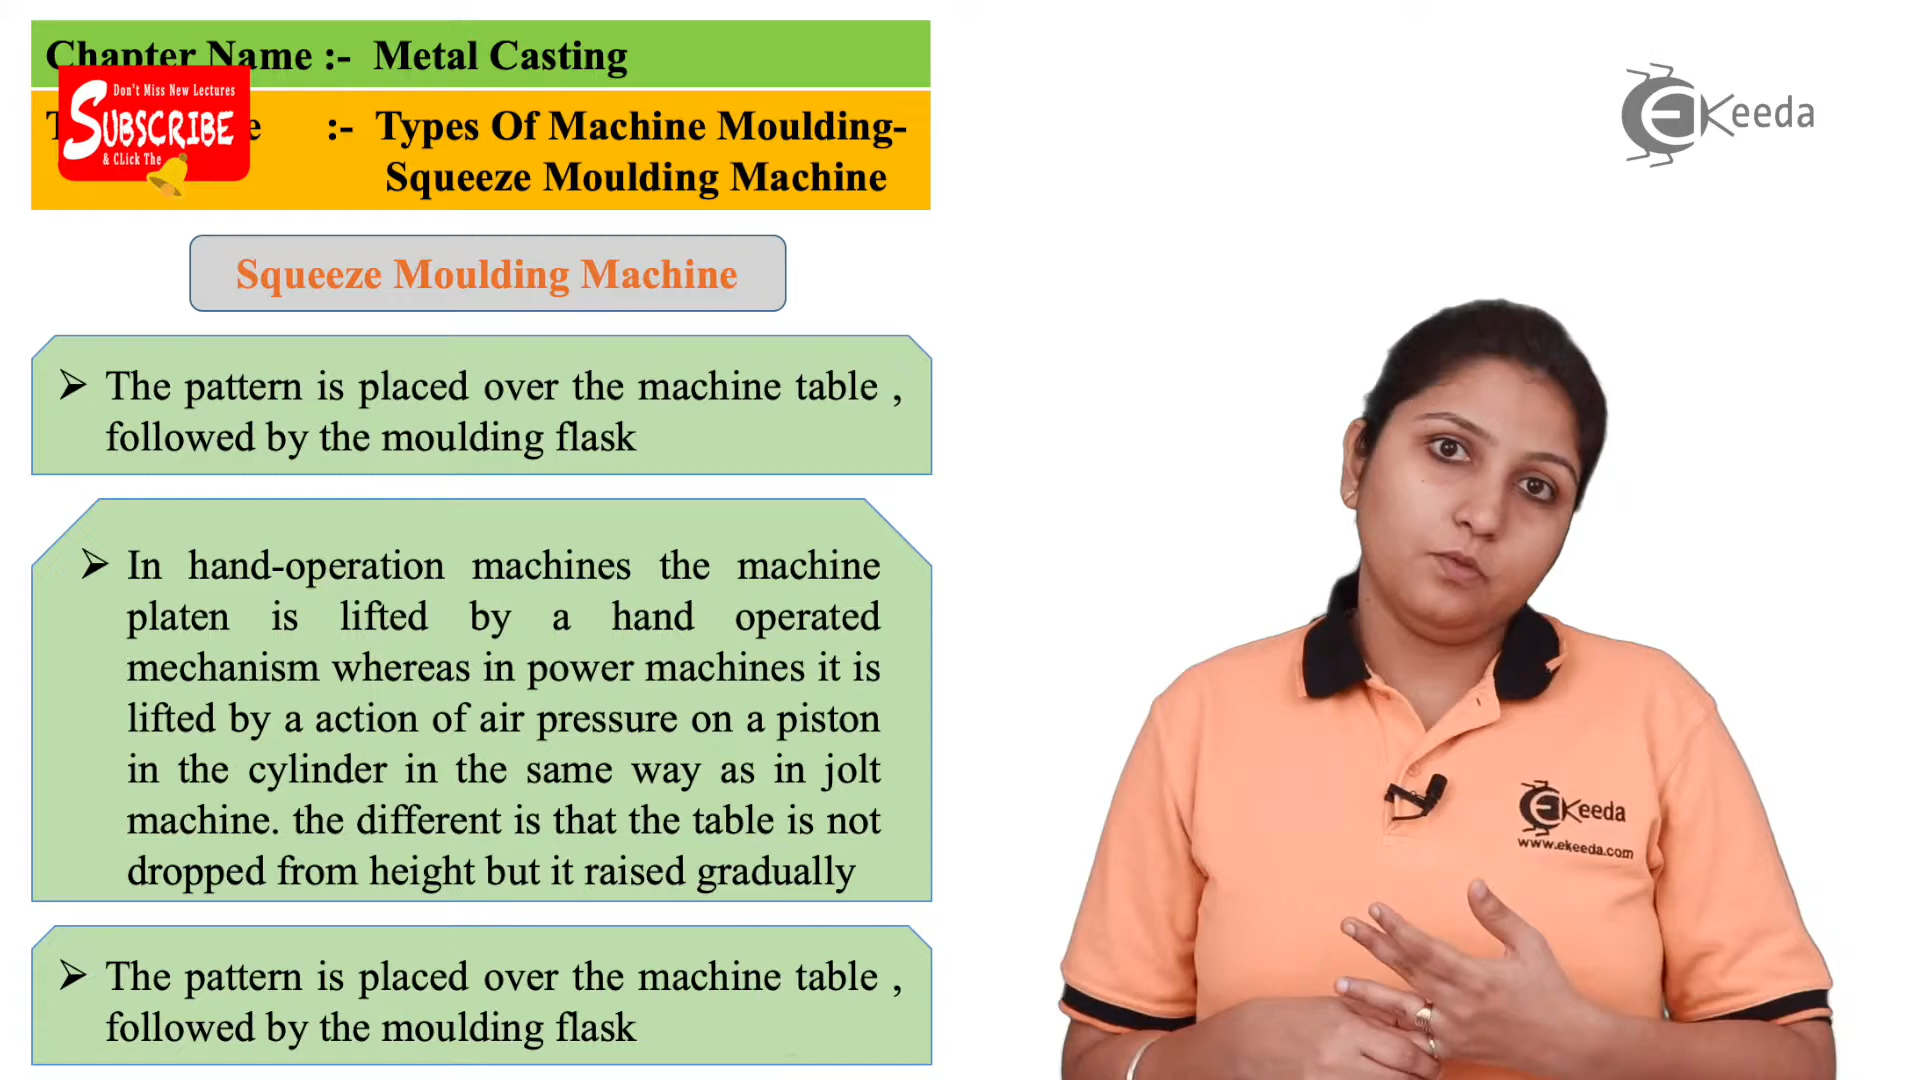 Chapter Name :- Metal Casting
Don't Miss New Lectures
SUBSCRIBE
& CLick The
:- Types Of Machine Moulding-
Squeeze Moulding Machine
EKeeda
Squeeze Moulding Machine
➢ The pattern is placed over the machine table ,
followed by the moulding flask
➢ In hand-operation machines the machine
platen is lifted by a hand operated
mechanism whereas in power machines it is
lifted by a action of air pressure on a piston
in the cylinder in the same way as in jolt
machine. the different is that the table is not
dropped from height but it raised gradually
➢ The pattern is placed over the machine table ,
followed by the moulding flask
EKeeda
www.ekeeda.com